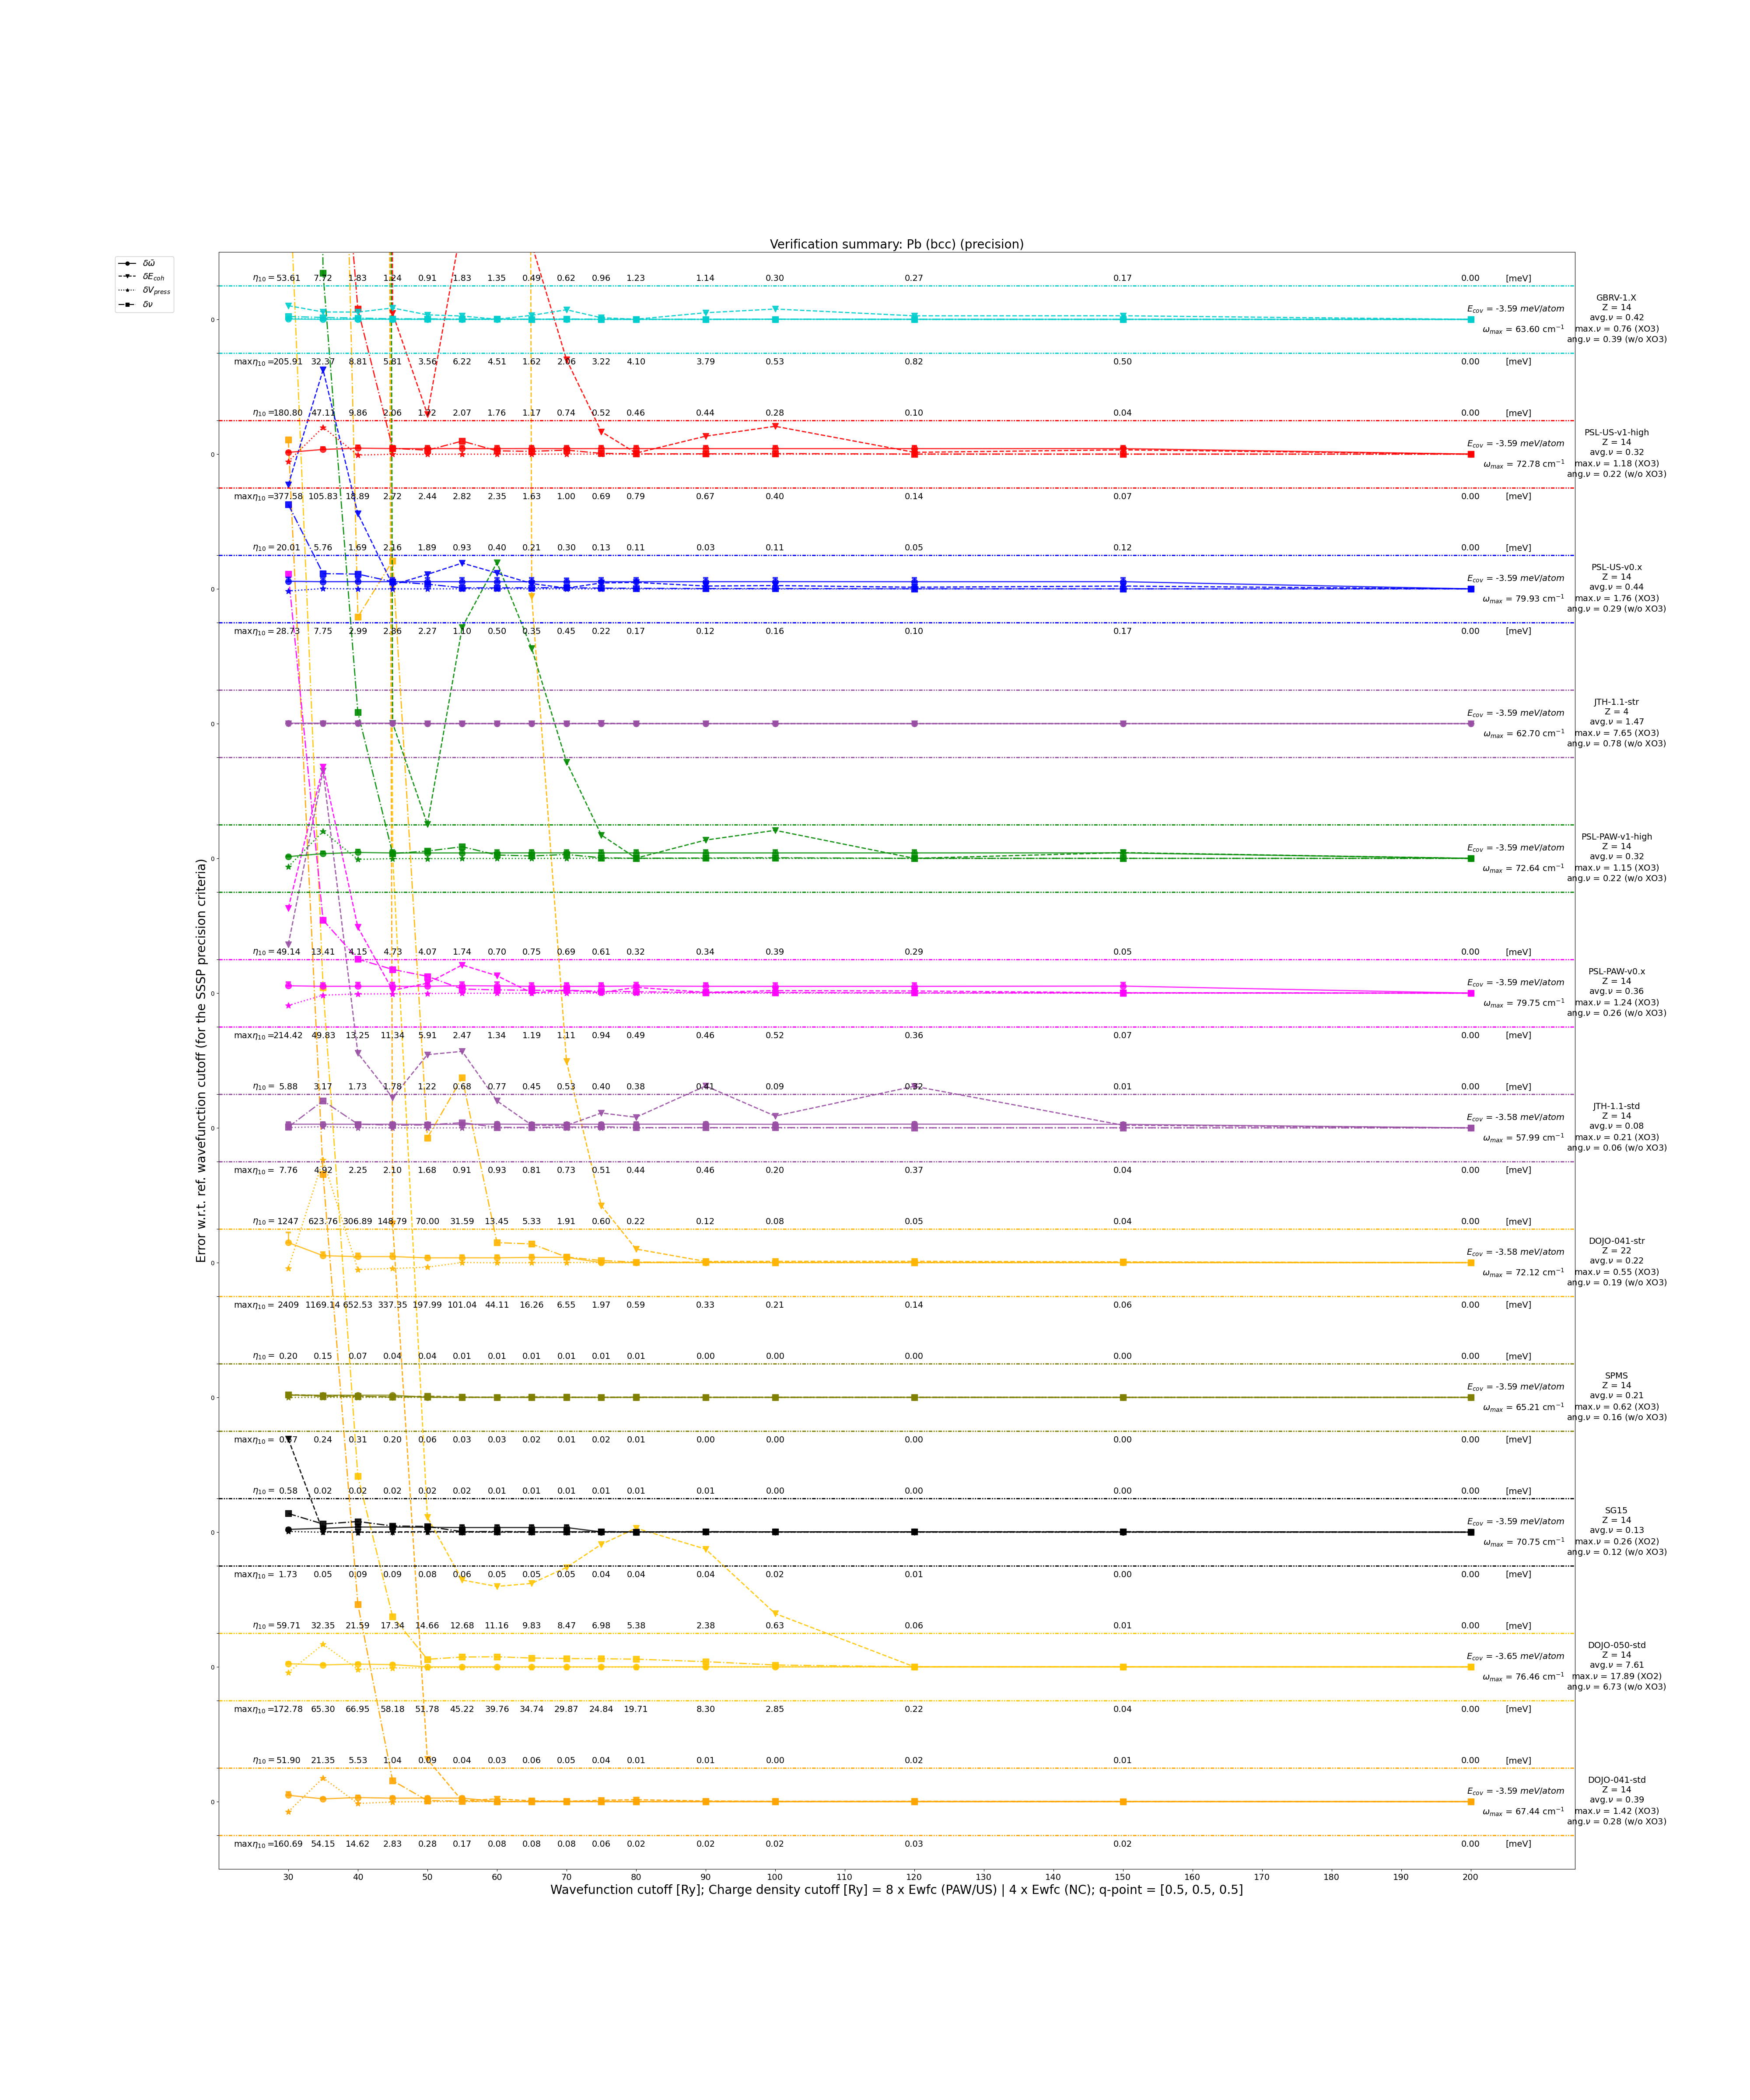 Verification summary: Pb (bcc) (precision)
δω̄
δE_coh
δV_press
δν
Error w.r.t. ref. wavefunction cutoff (for the SSSP precision criteria)
η₁₀ = 53.61 7.72 1.83 1.24 0.91 1.83 1.35 0.49 0.62 0.96 1.23 1.14 0.30 0.27 0.17 0.00 [meV]
0
E_cov = -3.59 meV/atom
ω_max = 63.60 cm⁻¹
GBRV-1.X
Z = 14
avg.ν = 0.42
max.ν = 0.76 (XO3)
ang.ν = 0.39 (w/o XO3)
maxη₁₀ =205.91 32.37 8.81 5.81 3.56 6.22 4.51 1.62 2.06 3.22 4.10 3.79 0.53 0.82 0.50 0.00 [meV]
η₁₀ =180.80 47.11 9.86 2.06 2.07 1.76 1.17 0.74 0.52 0.46 0.44 0.28 0.10 0.04 0.00 [meV]
0
E_cov = -3.59 meV/atom
ω_max = 72.78 cm⁻¹
PSL-US-v1-high
Z = 14
avg.ν = 0.32
max.ν = 1.18 (XO3)
ang.ν = 0.22 (w/o XO3)
maxη₁₀ =377.58 105.83 18.89 2.72 2.44 2.82 2.35 1.63 1.00 0.69 0.79 0.67 0.40 0.14 0.07 0.00 [meV]
η₁₀ = 20.01 5.76 1.69 2.16 1.89 0.93 0.40 0.21 0.30 0.13 0.11 0.03 0.11 0.05 0.12 0.00 [meV]
0
E_cov = -3.59 meV/atom
ω_max = 79.93 cm⁻¹
PSL-US-v0.x
Z = 14
avg.ν = 0.44
max.ν = 1.76 (XO3)
ang.ν = 0.29 (w/o XO3)
maxη₁₀ = 28.73 7.75 2.99 2.86 2.27 1.10 0.50 0.35 0.45 0.22 0.17 0.12 0.16 0.10 0.17 0.00 [meV]
0
E_cov = -3.59 meV/atom
ω_max = 62.70 cm⁻¹
JTH-1.1-str
Z = 4
avg.ν = 1.47
max.ν = 7.65 (XO3)
ang.ν = 0.78 (w/o XO3)
0
E_cov = -3.59 meV/atom
ω_max = 72.64 cm⁻¹
PSL-PAW-v1-high
Z = 14
avg.ν = 0.32
max.ν = 1.15 (XO3)
ang.ν = 0.22 (w/o XO3)
η₁₀ = 49.14 13.41 4.15 4.73 4.07 1.74 0.70 0.75 0.69 0.61 0.32 0.34 0.39 0.29 0.05 0.00 [meV]
0
E_cov = -3.59 meV/atom
ω_max = 79.75 cm⁻¹
PSL-PAW-v0.x
Z = 14
avg.ν = 0.36
max.ν = 1.24 (XO3)
ang.ν = 0.26 (w/o XO3)
maxη₁₀ =214.42 49.83 13.25 11.34 5.91 2.47 1.34 1.19 1.11 0.94 0.49 0.46 0.52 0.36 0.07 0.00 [meV]
η₁₀ = 5.88 3.17 1.73 1.78 1.22 0.68 0.77 0.45 0.53 0.40 0.38 0.41 0.09 0.32 0.01 0.00 [meV]
0
E_cov = -3.58 meV/atom
ω_max = 57.99 cm⁻¹
JTH-1.1-std
Z = 14
avg.ν = 0.08
max.ν = 0.21 (XO3)
ang.ν = 0.06 (w/o XO3)
maxη₁₀ = 7.76 4.92 2.25 2.10 1.68 0.91 0.93 0.81 0.73 0.51 0.44 0.46 0.20 0.37 0.04 0.00 [meV]
η₁₀ = 1247 623.76 306.89 148.79 70.00 31.59 13.45 5.33 1.91 0.60 0.22 0.12 0.08 0.05 0.04 0.00 [meV]
0
E_cov = -3.58 meV/atom
ω_max = 72.12 cm⁻¹
DOJO-041-str
Z = 22
avg.ν = 0.22
max.ν = 0.55 (XO3)
ang.ν = 0.19 (w/o XO3)
maxη₁₀ = 2409 1169.14 652.53 337.35 197.99 101.04 44.11 16.26 6.55 1.97 0.59 0.33 0.21 0.14 0.06 0.00 [meV]
η₁₀ = 0.20 0.15 0.07 0.04 0.04 0.01 0.01 0.01 0.01 0.01 0.01 0.00 0.00 0.00 0.00 0.00 [meV]
0
E_cov = -3.59 meV/atom
ω_max = 65.21 cm⁻¹
SPMS
Z = 14
avg.ν = 0.21
max.ν = 0.62 (XO3)
ang.ν = 0.16 (w/o XO3)
maxη₁₀ = 0.24 0.31 0.20 0.06 0.03 0.03 0.02 0.01 0.02 0.01 0.00 0.00 0.00 0.00 0.00 [meV]
η₁₀ = 0.58 0.02 0.02 0.02 0.02 0.02 0.01 0.01 0.01 0.01 0.01 0.01 0.00 0.00 0.00 0.00 [meV]
0
E_cov = -3.59 meV/atom
ω_max = 70.75 cm⁻¹
SG15
Z = 14
avg.ν = 0.13
max.ν = 0.26 (XO2)
ang.ν = 0.12 (w/o XO3)
maxη₁₀ = 1.73 0.05 0.09 0.09 0.08 0.06 0.05 0.05 0.05 0.04 0.04 0.04 0.02 0.01 0.00 0.00 [meV]
η₁₀ = 59.71 32.35 21.59 17.34 14.66 12.68 11.16 9.83 8.47 6.98 5.38 2.38 0.63 0.06 0.01 0.00 [meV]
0
E_cov = -3.65 meV/atom
ω_max = 76.46 cm⁻¹
DOJO-050-std
Z = 14
avg.ν = 7.61
max.ν = 17.89 (XO2)
ang.ν = 6.73 (w/o XO3)
maxη₁₀ =172.78 65.30 66.95 58.18 51.78 45.22 39.76 34.74 29.87 24.84 19.71 8.30 2.85 0.22 0.04 0.00 [meV]
η₁₀ = 51.90 21.35 5.53 1.04 0.09 0.04 0.03 0.06 0.05 0.04 0.01 0.01 0.00 0.02 0.01 0.00 [meV]
0
E_cov = -3.59 meV/atom
ω_max = 67.44 cm⁻¹
DOJO-041-std
Z = 14
avg.ν = 0.39
max.ν = 1.42 (XO3)
ang.ν = 0.28 (w/o XO3)
maxη₁₀ =160.69 54.15 14.62 2.83 0.28 0.17 0.08 0.08 0.08 0.06 0.02 0.02 0.02 0.03 0.02 0.00 [meV]
30 40 50 60 70 80 90 100 110 120 130 140 150 160 170 180 190 200
Wavefunction cutoff [Ry]; Charge density cutoff [Ry] = 8 x Ewfc (PAW/US) | 4 x Ewfc (NC); q-point = [0.5, 0.5, 0.5]